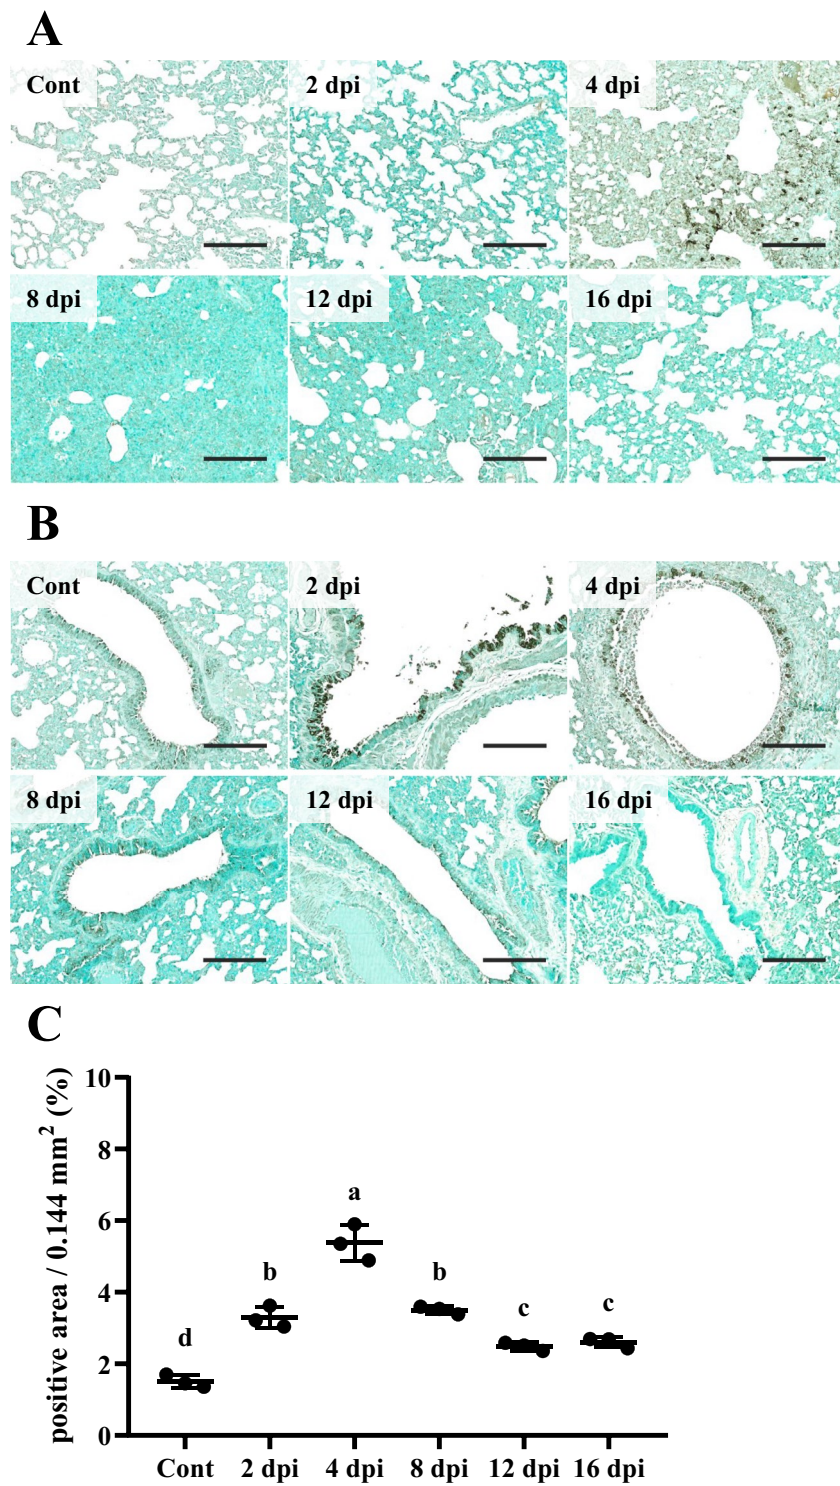 A
Cont 2 dpi 4 dpi
8 dpi 12 dpi 16 dpi
B
Cont 2 dpi 4 dpi
8 dpi 12 dpi 16 dpi
C
positive area / 0.144 mm² (%)
10
8
6
4
2
0
d b a b c c
Cont 2 dpi 4 dpi 8 dpi 12 dpi 16 dpi